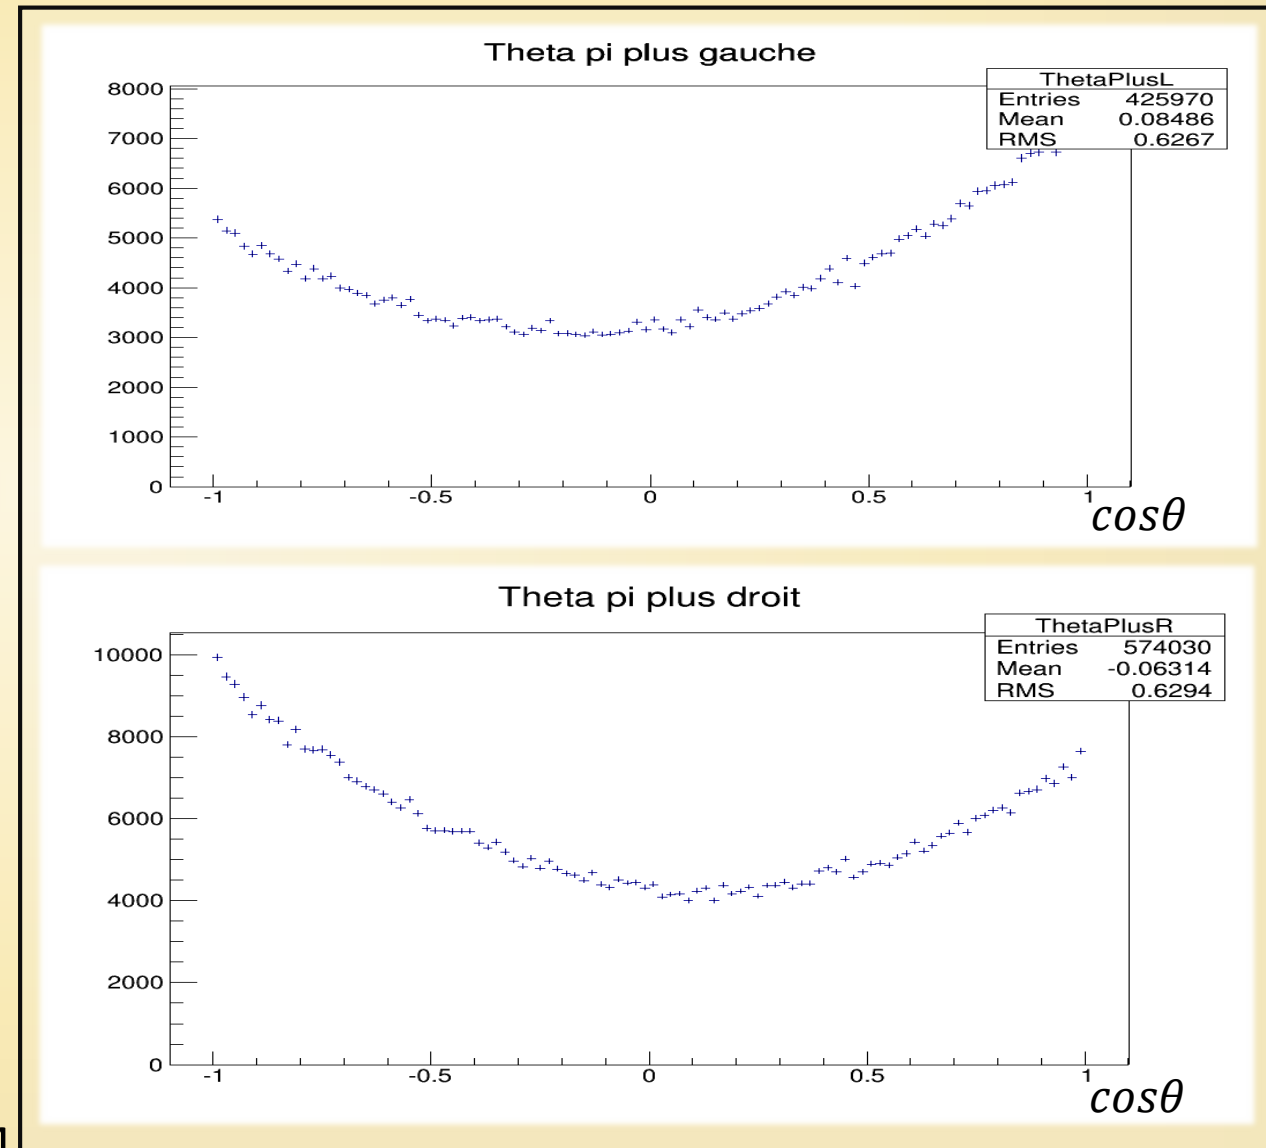 Theta pi plus gauche
ThetaPlusL
Entries 425970
Mean 0.08486
RMS 0.6267
8000
7000
6000
5000
4000
3000
2000
1000
0
-1 -0.5 0 0.5 1
cosθ
Theta pi plus droit
ThetaPlusR
Entries 574030
Mean -0.06314
RMS 0.6294
10000
8000
6000
4000
2000
0
-1 -0.5 0 0.5 1
cosθ